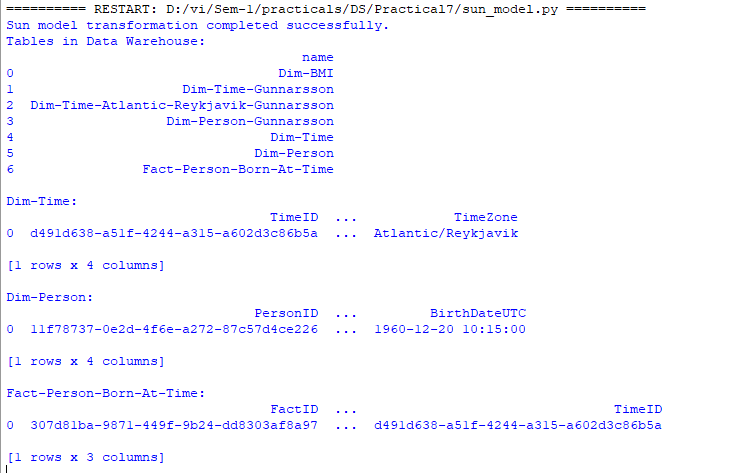 ========== RESTART: D:/vi/Sem-1/practicals/DS/Practical7/sun_model.py ==========
Sun model transformation completed successfully.
Tables in Data Warehouse:
name
0 Dim-BMI
1 Dim-Time-Gunnarsson
2 Dim-Time-Atlantic-Reykjavik-Gunnarsson
3 Dim-Person-Gunnarsson
4 Dim-Time
5 Dim-Person
6 Fact-Person-Born-At-Time
Dim-Time:
TimeID ... TimeZone
0 d491d638-a51f-4244-a315-a602d3c86b5a ... Atlantic/Reykjavik
[1 rows x 4 columns]
Dim-Person:
PersonID ... BirthDateUTC
0 11f78737-0e2d-4f6e-a272-87c57d4ce226 ... 1960-12-20 10:15:00
[1 rows x 4 columns]
Fact-Person-Born-At-Time:
FactID ... TimeID
0 307d81ba-9871-449f-9b24-dd8303af8a97 ... d491d638-a51f-4244-a315-a602d3c86b5a
[1 rows x 3 columns]